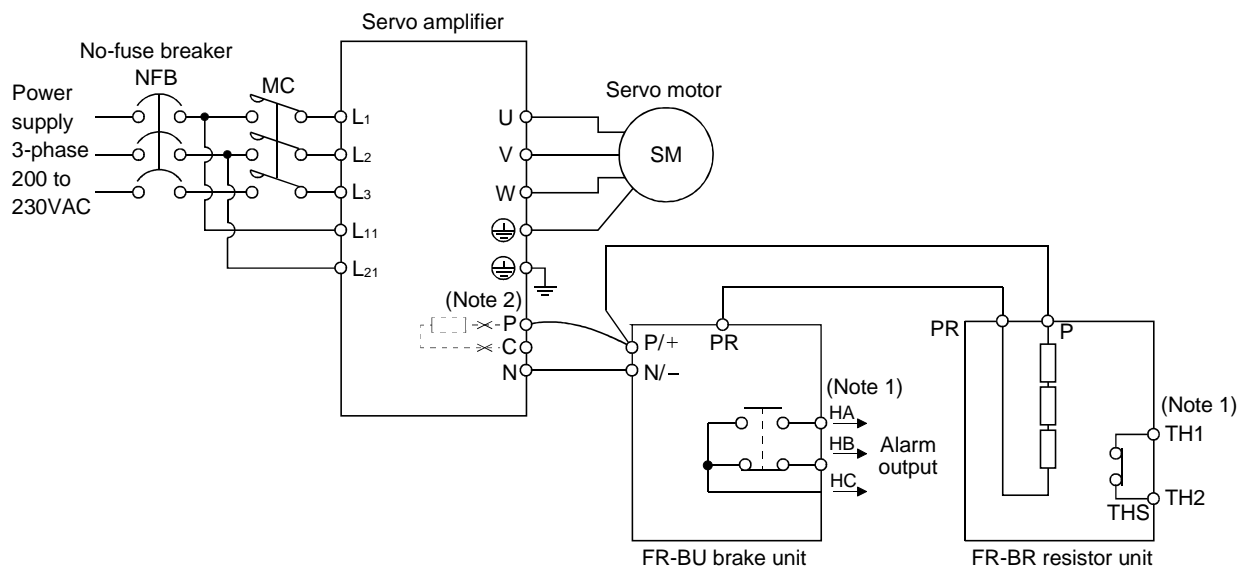 Servo amplifier
No-fuse breaker
NFB
MC
Power
supply
3-phase
200 to
230VAC
L1
L2
L3
L11
L21
U
V
W
Servo motor
SM
(Note 2)
P
C
N
P/+
N/−
PR
(Note 1)
HA
HB
HC
Alarm
output
FR-BU brake unit
PR
P
(Note 1)
TH1
TH2
THS
FR-BR resistor unit